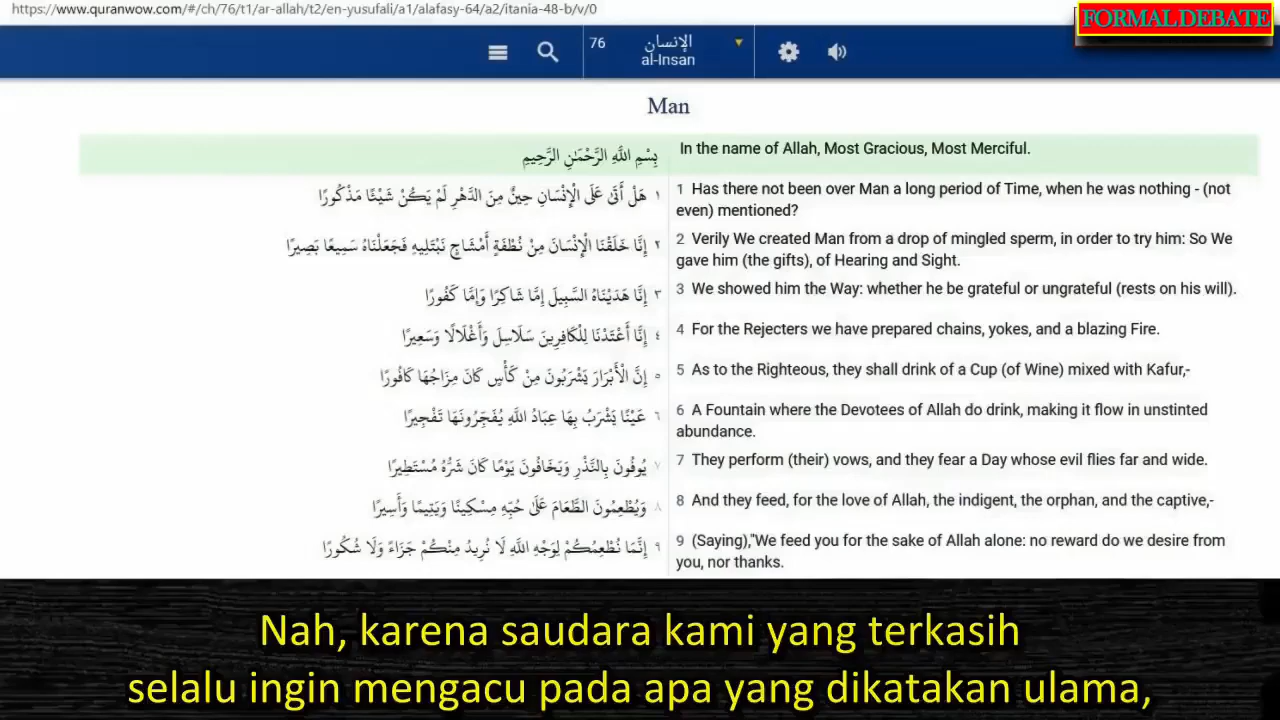 https://www.quranwow.com/#/ch/76/t1/ar-allah/t2/en-yusufali/a1/alafasy-64/a2/itania-48-b/v/0
FORMAL DEBATE
76
الإنسان
al-Insan
Man
بِسْمِ اللَّهِ الرَّحْمَٰنِ الرَّحِيمِ
In the name of Allah, Most Gracious, Most Merciful.
١ هَلْ أَتَىٰ عَلَى الْإِنْسَانِ حِينٌ مِنَ الدَّهْرِ لَمْ يَكُنْ شَيْئًا مَذْكُورًا
1 Has there not been over Man a long period of Time, when he was nothing - (not
even) mentioned?
٢ إِنَّا خَلَقْنَا الْإِنْسَانَ مِنْ نُطْفَةٍ أَمْشَاجٍ نَبْتَلِيهِ فَجَعَلْنَاهُ سَمِيعًا بَصِيرًا
2 Verily We created Man from a drop of mingled sperm, in order to try him: So We
gave him (the gifts), of Hearing and Sight.
٣ إِنَّا هَدَيْنَاهُ السَّبِيلَ إِمَّا شَاكِرًا وَإِمَّا كَفُورًا
3 We showed him the Way: whether he be grateful or ungrateful (rests on his will).
٤ إِنَّا أَعْتَدْنَا لِلْكَافِرِينَ سَلَاسِلَ وَأَغْلَالًا وَسَعِيرًا
4 For the Rejecters we have prepared chains, yokes, and a blazing Fire.
٥ إِنَّ الْأَبْرَارَ يَشْرَبُونَ مِنْ كَأْسٍ كَانَ مِزَاجُهَا كَافُورًا
5 As to the Righteous, they shall drink of a Cup (of Wine) mixed with Kafur,-
٦ عَيْنًا يَشْرَبُ بِهَا عِبَادُ اللَّهِ يُفَجِّرُونَهَا تَفْجِيرًا
6 A Fountain where the Devotees of Allah do drink, making it flow in unstinted
abundance.
٧ يُوفُونَ بِالنَّذْرِ وَيَخَافُونَ يَوْمًا كَانَ شَرُّهُ مُسْتَطِيرًا
7 They perform (their) vows, and they fear a Day whose evil flies far and wide.
٨ وَيُطْعِمُونَ الطَّعَامَ عَلَىٰ حُبِّهِ مِسْكِينًا وَيَتِيمًا وَأَسِيرًا
8 And they feed, for the love of Allah, the indigent, the orphan, and the captive,-
٩ إِنَّمَا نُطْعِمُكُمْ لِوَجْهِ اللَّهِ لَا نُرِيدُ مِنْكُمْ جَزَاءً وَلَا شُكُورًا
9 (Saying),"We feed you for the sake of Allah alone: no reward do we desire from
you, nor thanks.
Nah, karena saudara kami yang terkasih
selalu ingin mengacu pada apa yang dikatakan ulama,